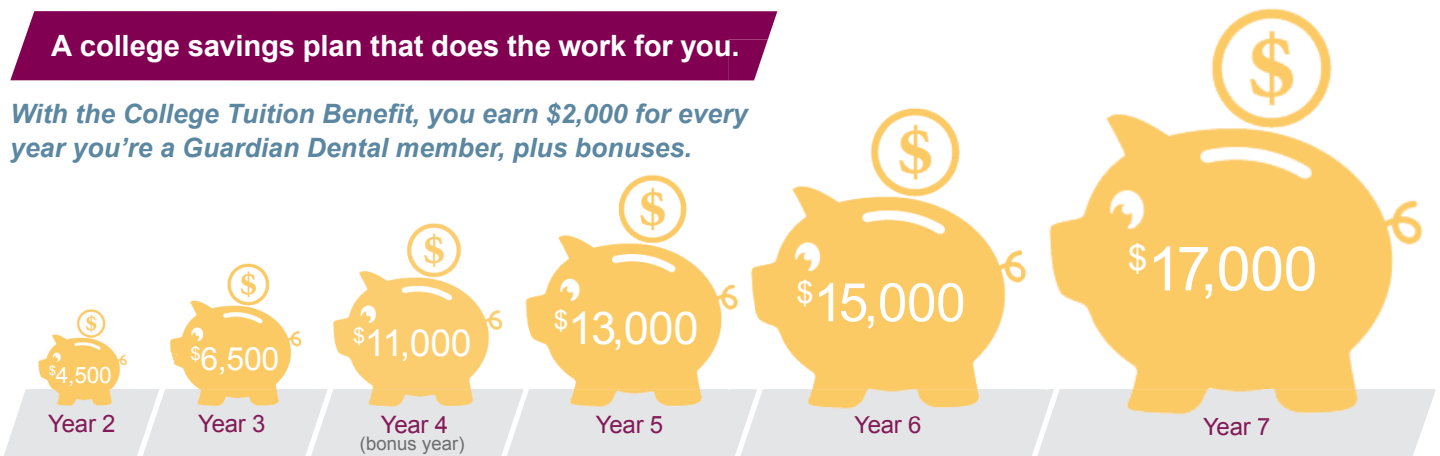 A college savings plan that does the work for you.
With the College Tuition Benefit, you earn $2,000 for every
year you’re a Guardian Dental member, plus bonuses.
$
$4,500
$
$6,500
$
$11,000
$
$13,000
$
$15,000
$
$17,000
Year 2
Year 3
Year 4
(bonus year)
Year 5
Year 6
Year 7